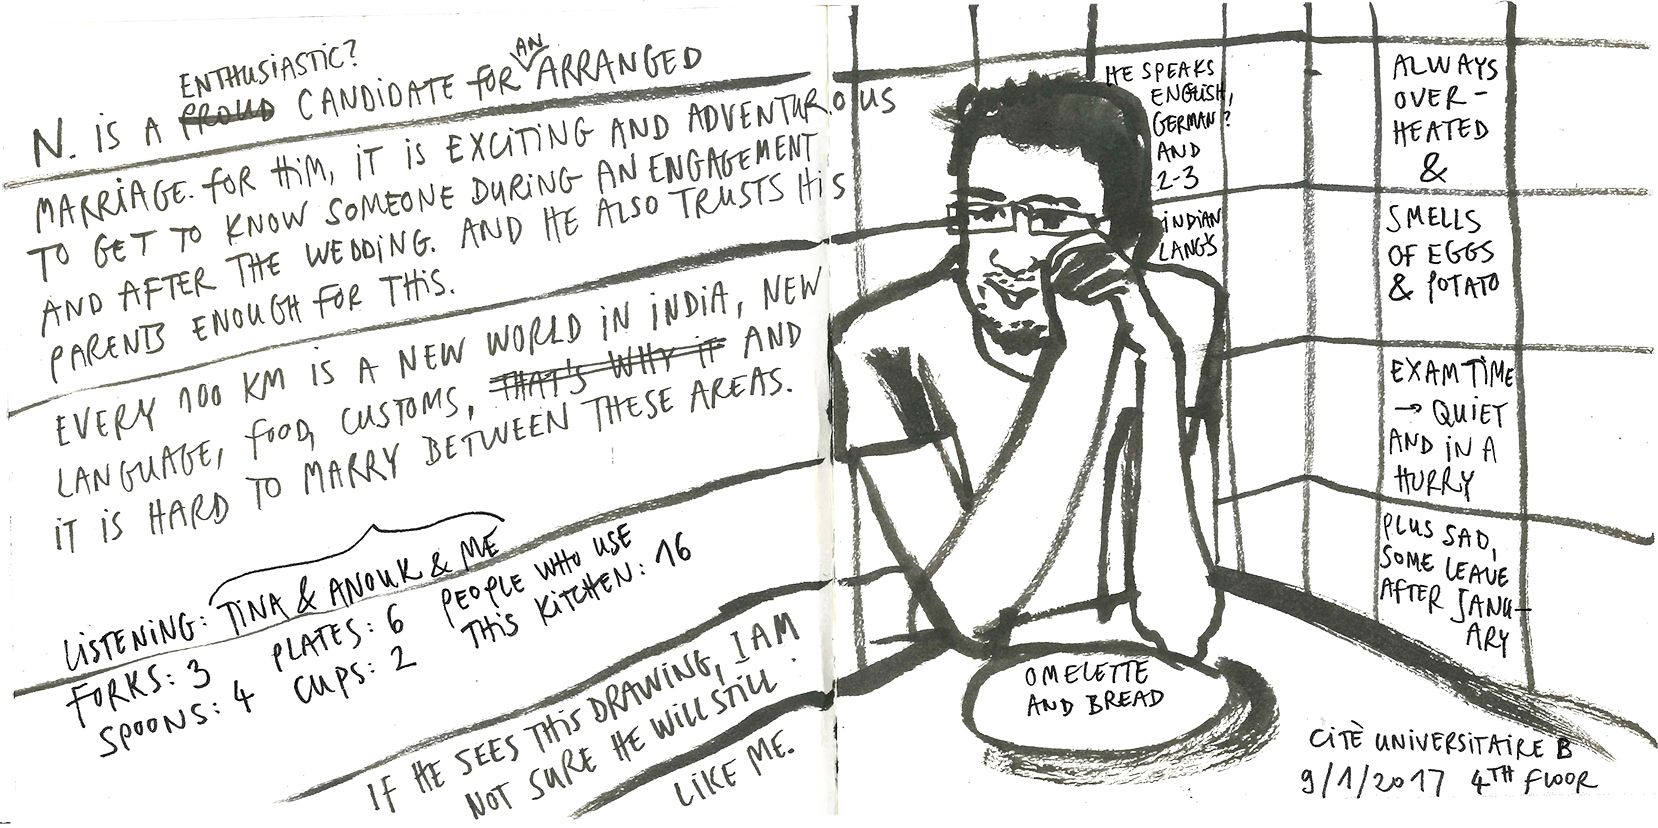 ENTHUSIASTIC?
N. IS A PROUD CANDIDATE FOR AN ARRANGED
MARRIAGE. FOR HIM, IT IS EXCITING AND ADVENTUROUS
TO GET TO KNOW SOMEONE DURING AN ENGAGEMENT
AND AFTER THE WEDDING. AND HE ALSO TRUSTS HIS
PARENTS ENOUGH FOR THIS.
EVERY 100 KM IS A NEW WORLD IN INDIA, NEW
LANGUAGE, FOOD, CUSTOMS, THAT'S WHY IT AND
IT IS HARD TO MARRY BETWEEN THESE AREAS.
LISTENING: TINA & ANOUK & ME
FORKS: 3 PLATES: 6 PEOPLE WHO USE
SPOONS: 4 CUPS: 2 THIS KITCHEN: 16
IF HE SEES THIS DRAWING, I AM
NOT SURE HE WILL STILL
LIKE ME.
HE SPEAKS
ENGLISH,
GERMAN?
AND
2-3
INDIAN
LANG'S
ALWAYS
OVER-
HEATED
&
SMELLS
OF EGGS
& POTATO
EXAM TIME
→ QUIET
AND IN A
HURRY
PLUS SAD,
SOME LEAVE
AFTER JANU-
ARY
OMELETTE
AND BREAD
CITÈ UNIVERSITAIRE B
9/1/2017 4TH FLOOR